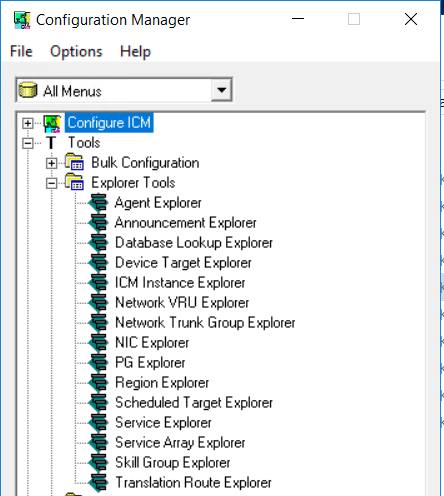 Configuration Manager
File Options Help
All Menus
Configure ICM
T Tools
Bulk Configuration
Explorer Tools
Agent Explorer
Announcement Explorer
Database Lookup Explorer
Device Target Explorer
ICM Instance Explorer
Network VRU Explorer
Network Trunk Group Explorer
NIC Explorer
PG Explorer
Region Explorer
Scheduled Target Explorer
Service Explorer
Service Array Explorer
Skill Group Explorer
Translation Route Explorer